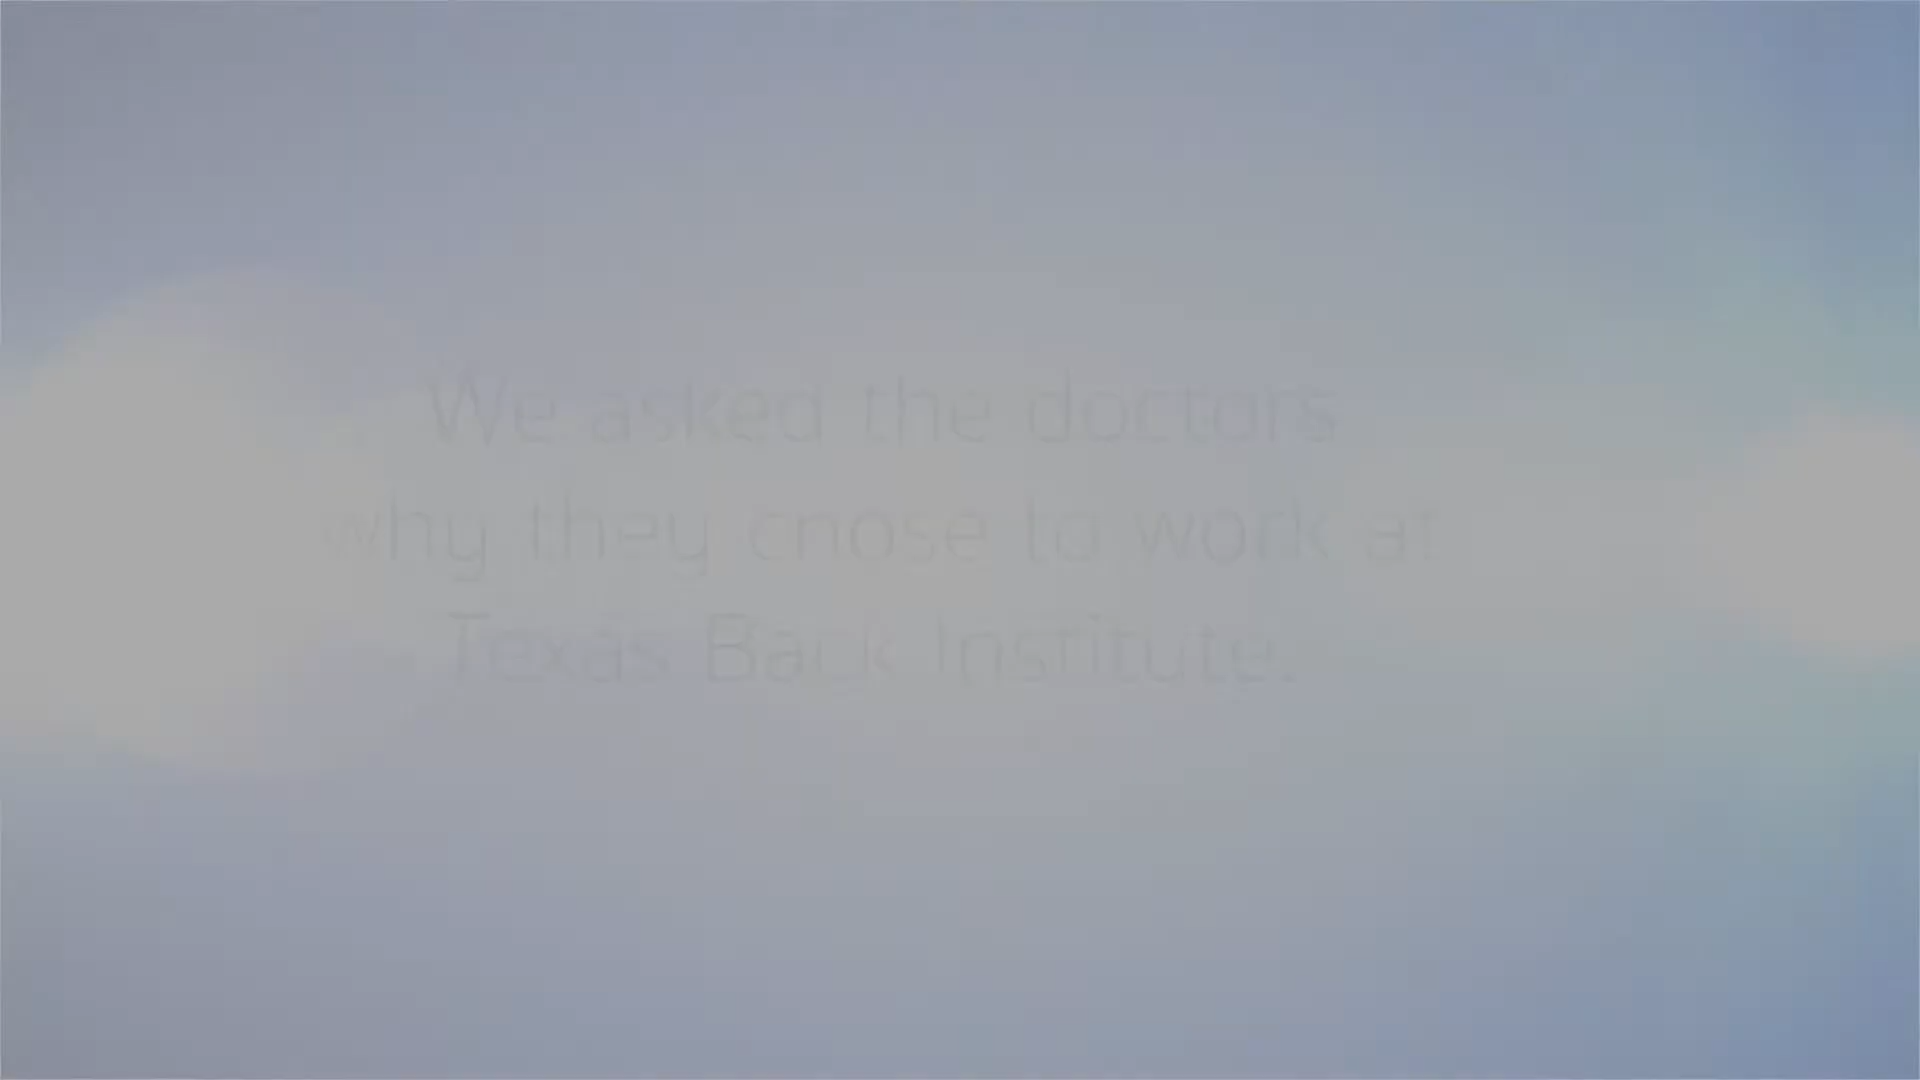 We asked the doctors
why they chose to work at
Texas Back Institute.